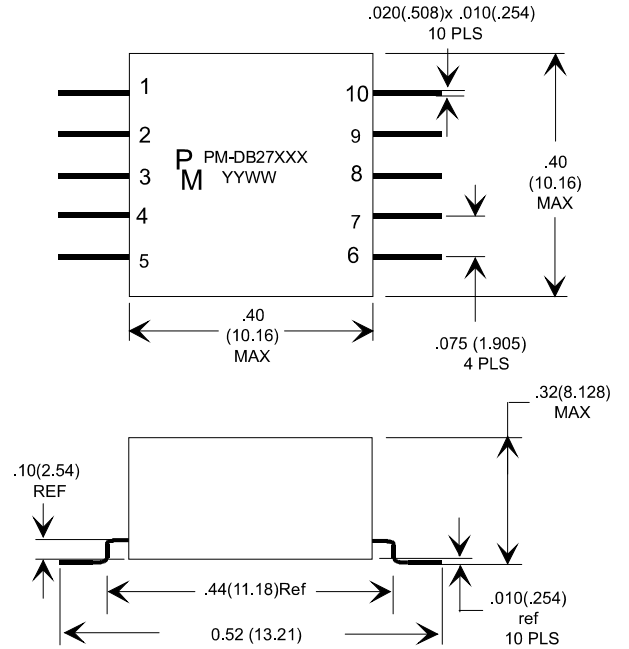 .020(.508)x .010(.254)
10 PLS
1
2
3
4
5
10
9
8
7
6
P M
PM-DB27XXX
YYWW
.40
(10.16)
MAX
.40
(10.16)
MAX
.075 (1.905)
4 PLS
.32(8.128)
MAX
.10(2.54)
REF
.44(11.18)Ref
0.52 (13.21)
.010(.254)
ref
10 PLS